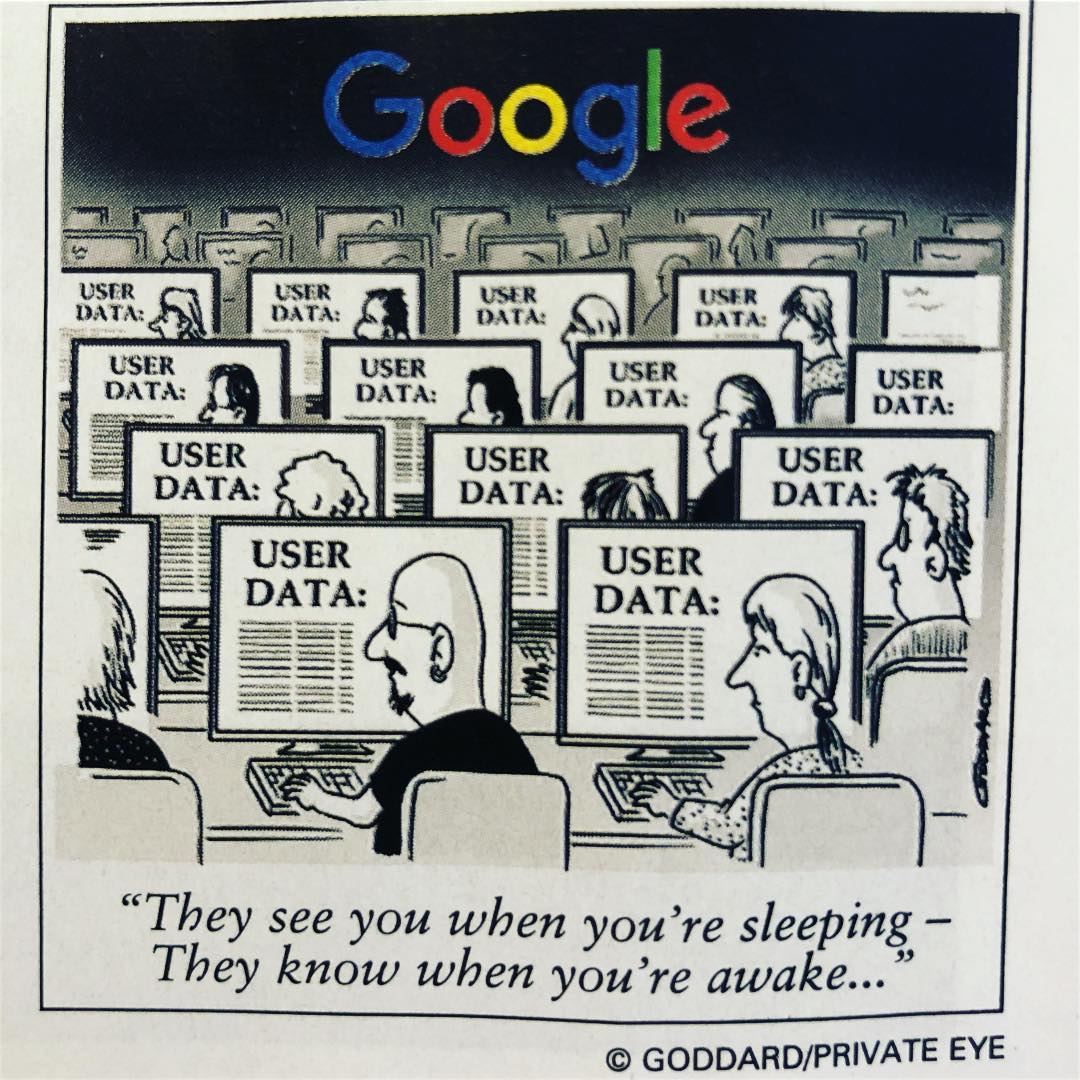 Google
USER
DATA:
USER
DATA:
USER
DATA:
USER
DATA:
USER
DATA:
USER
DATA:
USER
DATA:
USER
DATA:
USER
DATA:
USER
DATA:
USER
DATA:
USER
DATA:
USER
DATA:
GODDARD
“They see you when you’re sleeping –
They know when you’re awake...”
© GODDARD/PRIVATE EYE